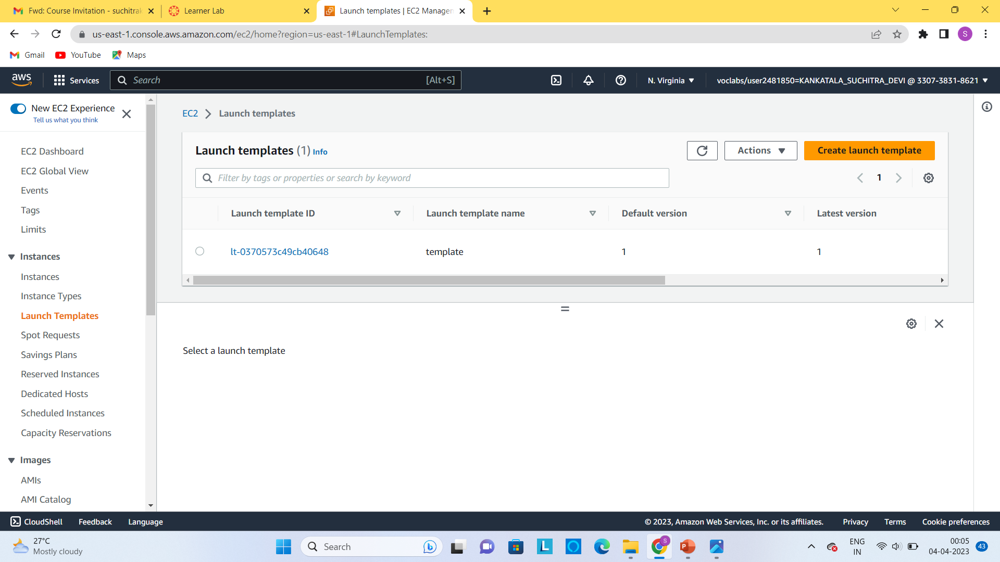 Fwd: Course Invitation - suchitrak
Learner Lab
Launch templates | EC2 Managem
us-east-1.console.aws.amazon.com/ec2/home?region=us-east-1#LaunchTemplates:
S
Gmail
YouTube
Maps
aws
Services
Search
[Alt+S]
N. Virginia
voclabs/user2481850=KANKATALA_SUCHITRA_DEVI @ 3307-3831-8621
New EC2 Experience
Tell us what you think
EC2 Dashboard
EC2 Global View
Events
Tags
Limits
Instances
Instances
Instance Types
Launch Templates
Spot Requests
Savings Plans
Reserved Instances
Dedicated Hosts
Scheduled Instances
Capacity Reservations
Images
AMIs
AMI Catalog
EC2 Launch templates
Launch templates (1) Info
Actions
Create launch template
Filter by tags or properties or search by keyword
1
Launch template ID Launch template name Default version Latest version
lt-0370573c49cb40648 template 1 1
Select a launch template
CloudShell
Feedback
Language
© 2023, Amazon Web Services, Inc. or its affiliates.
Privacy
Terms
Cookie preferences
27°C
Mostly cloudy
Search
ENG
IN
00:05
04-04-2023
43